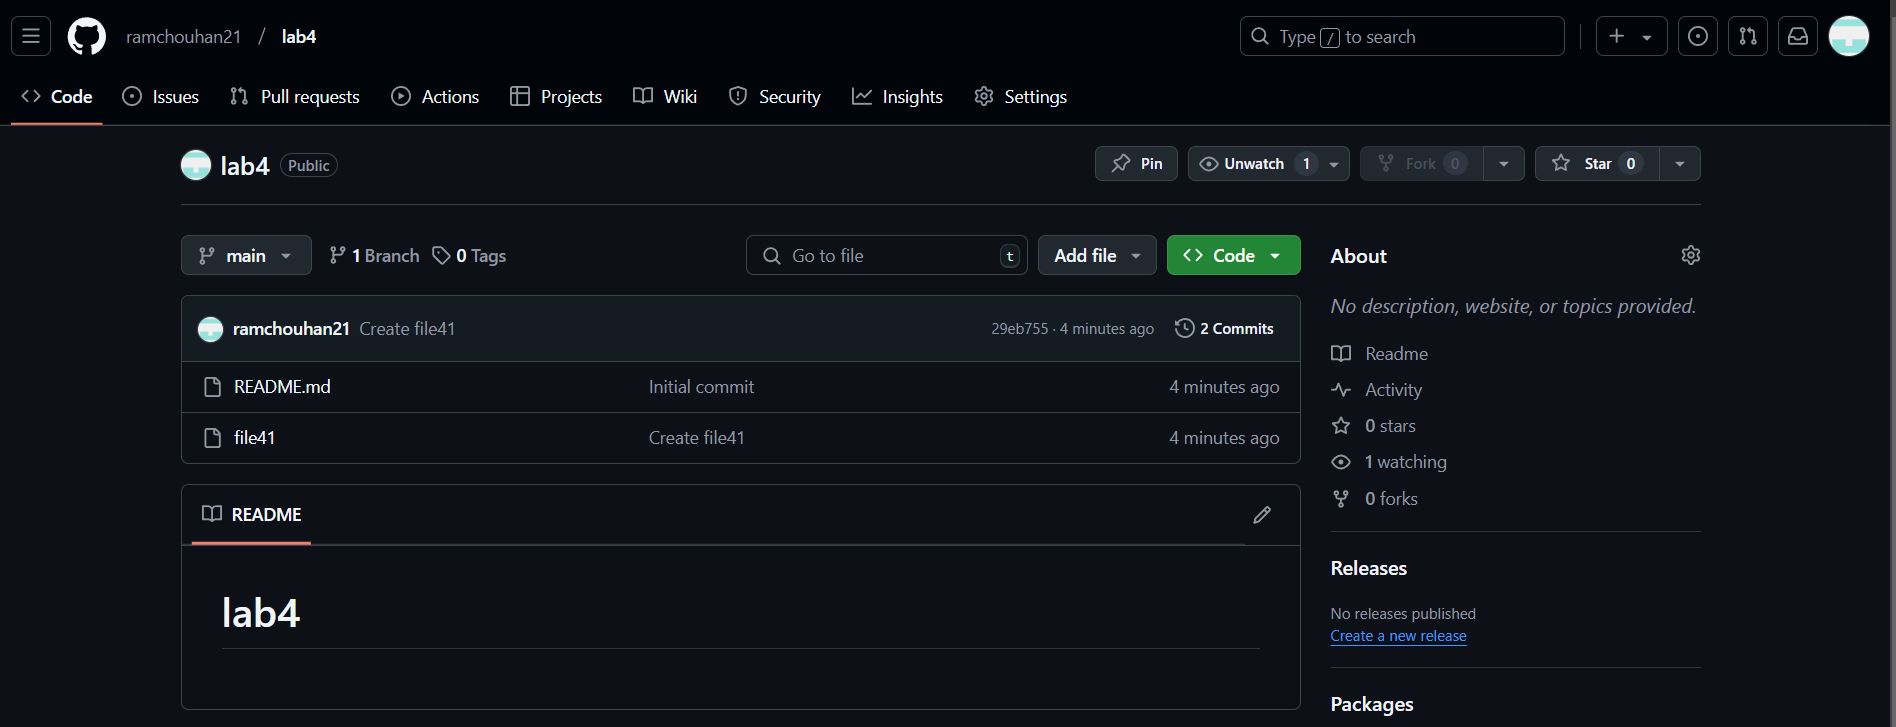 ramchouhan21 / lab4
Type / to search
Code Issues Pull requests Actions Projects Wiki Security Insights Settings
lab4 Public
Pin Unwatch 1 Fork 0 Star 0
main 1 Branch 0 Tags Go to file t Add file Code
ramchouhan21 Create file41 29eb755 · 4 minutes ago 2 Commits
README.md Initial commit 4 minutes ago
file41 Create file41 4 minutes ago
README
lab4
About
No description, website, or topics provided.
Readme
Activity
0 stars
1 watching
0 forks
Releases
No releases published
Create a new release
Packages